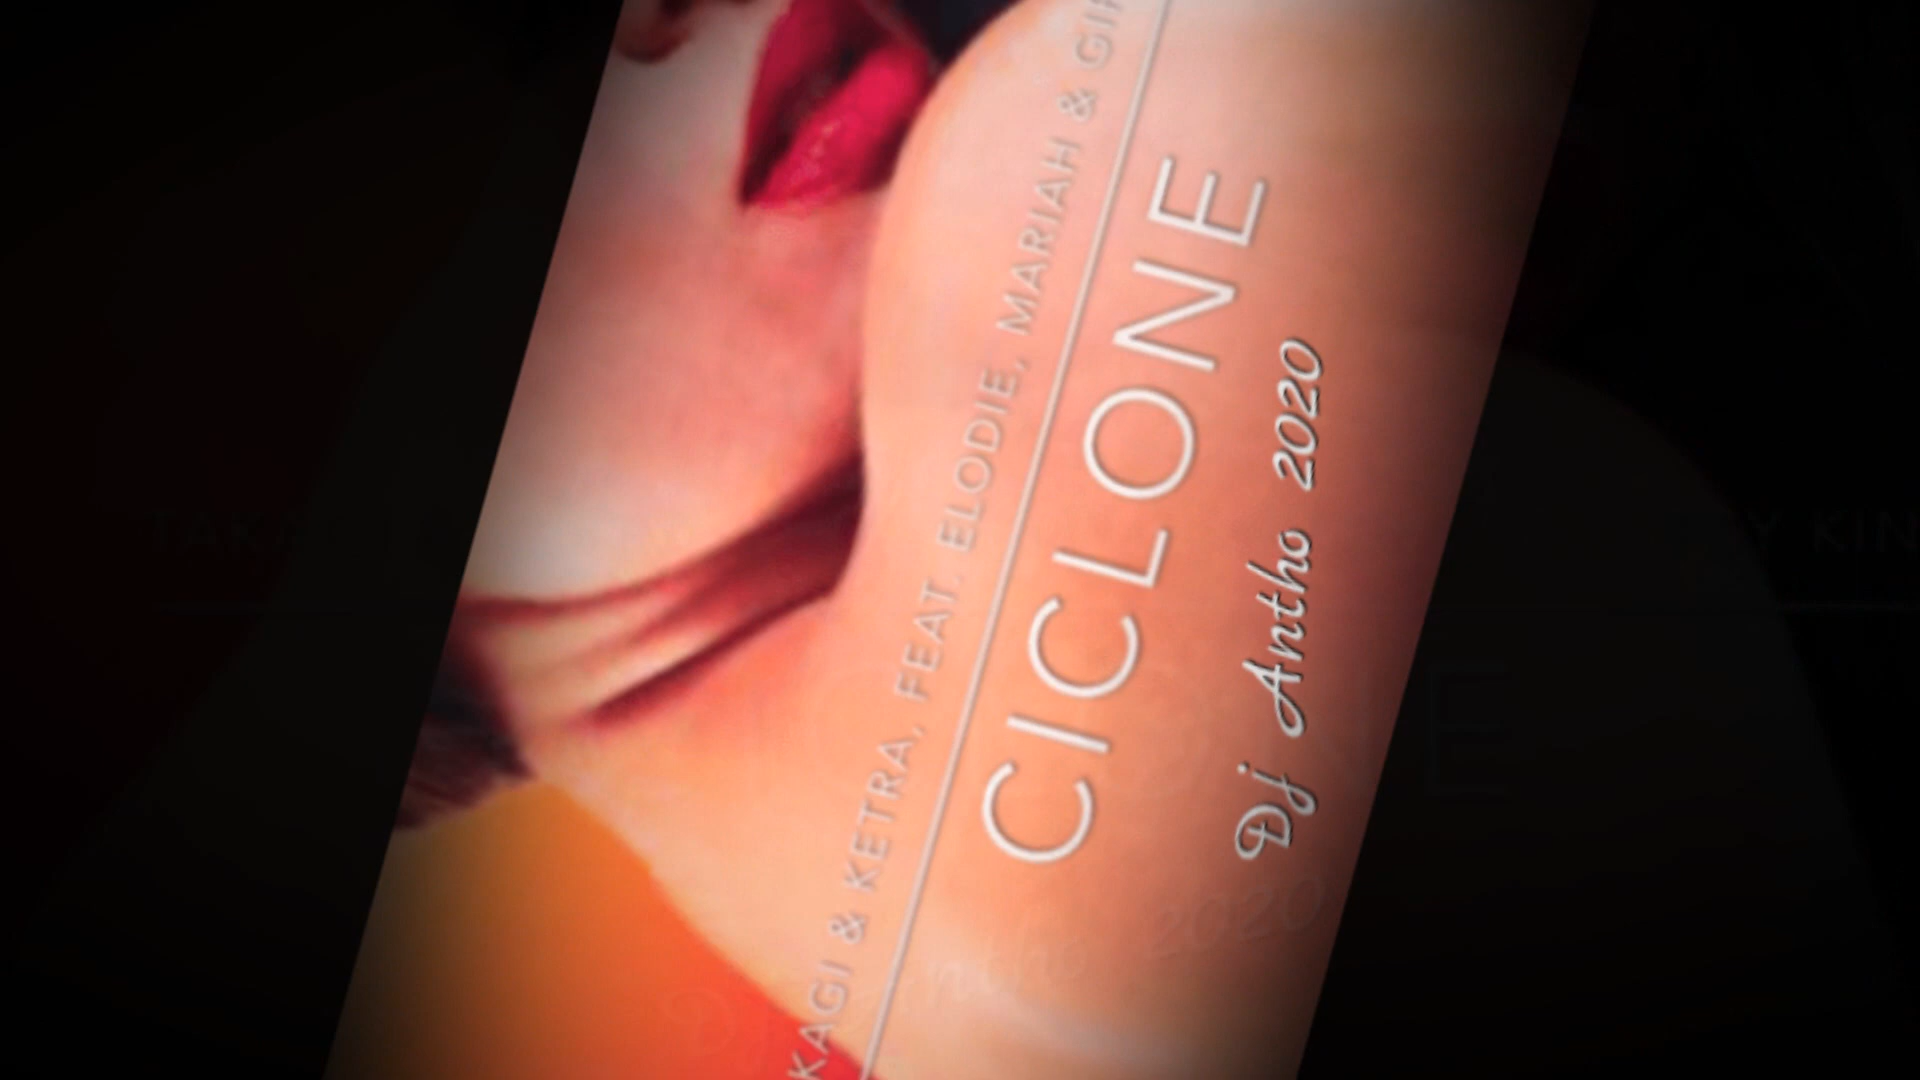 KAGI & KETRA, FEAT. ELODIE, MARIAH &
CICLONE
Dj Antho 2020